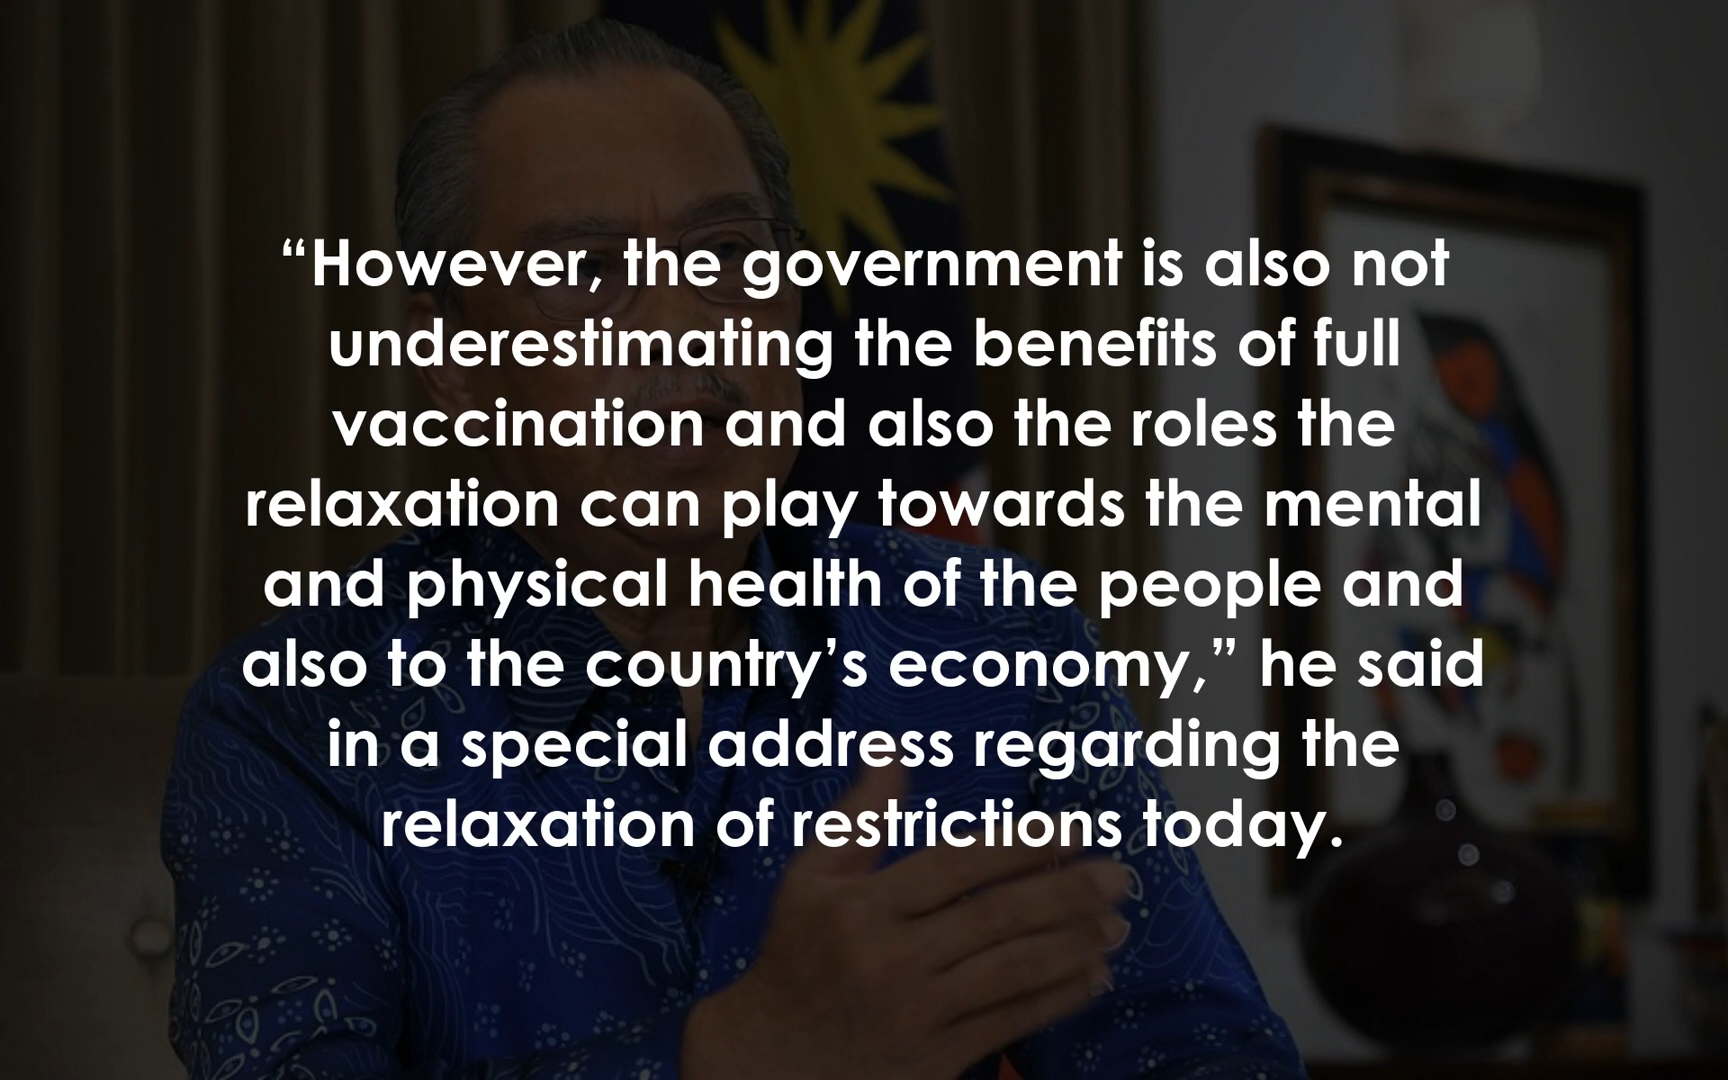 “However, the government is also not
underestimating the benefits of full
vaccination and also the roles the
relaxation can play towards the mental
and physical health of the people and
also to the country’s economy,” he said
in a special address regarding the
relaxation of restrictions today.